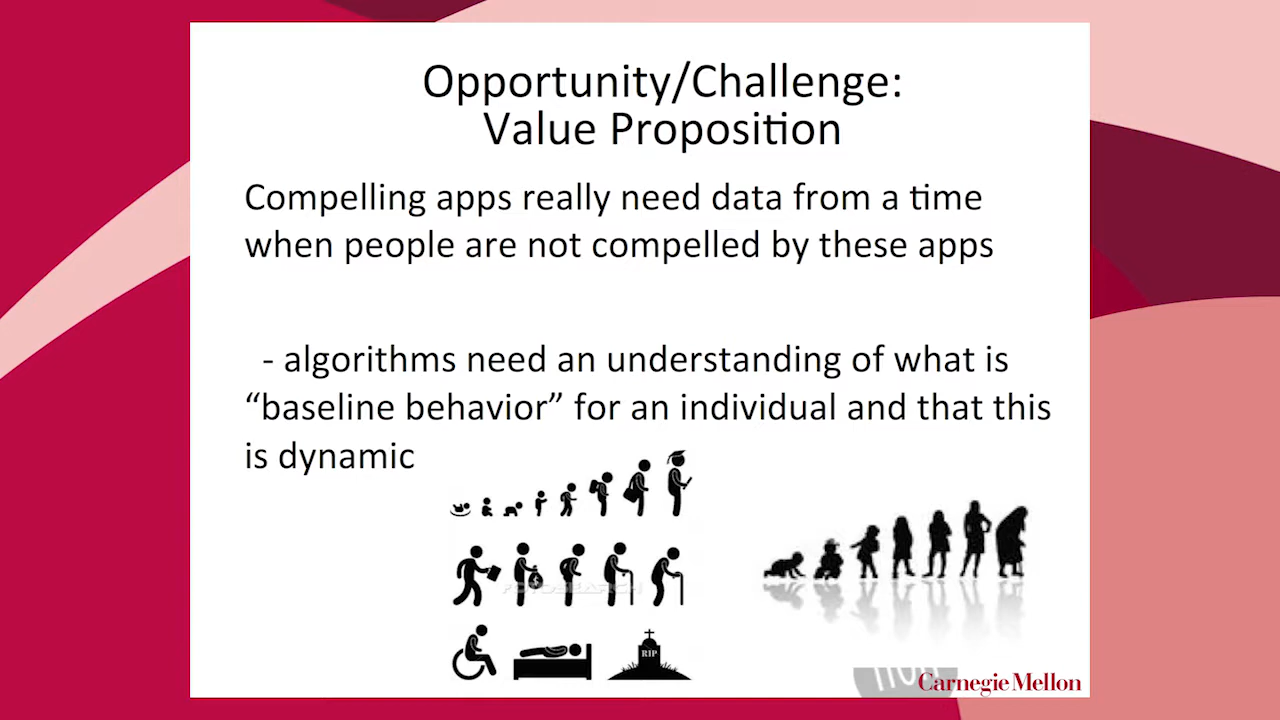 Opportunity/Challenge:
Value Proposition
Compelling apps really need data from a time
when people are not compelled by these apps
- algorithms need an understanding of what is
“baseline behavior” for an individual and that this
is dynamic
FOTOSEARCH
RIP
Carnegie Mellon